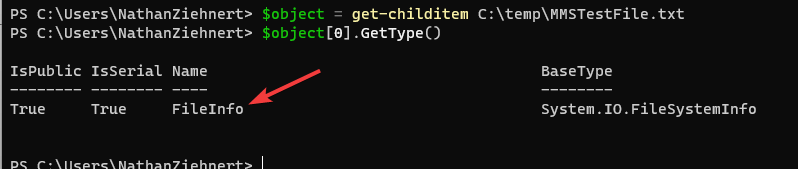 PS C:\Users\NathanZiehnert> $object = get-childitem C:\temp\MMSTestFile.txt
PS C:\Users\NathanZiehnert> $object[0].GetType()
IsPublic IsSerial Name BaseType
-------- -------- ---- --------
True True FileInfo System.IO.FileSystemInfo
PS C:\Users\NathanZiehnert>